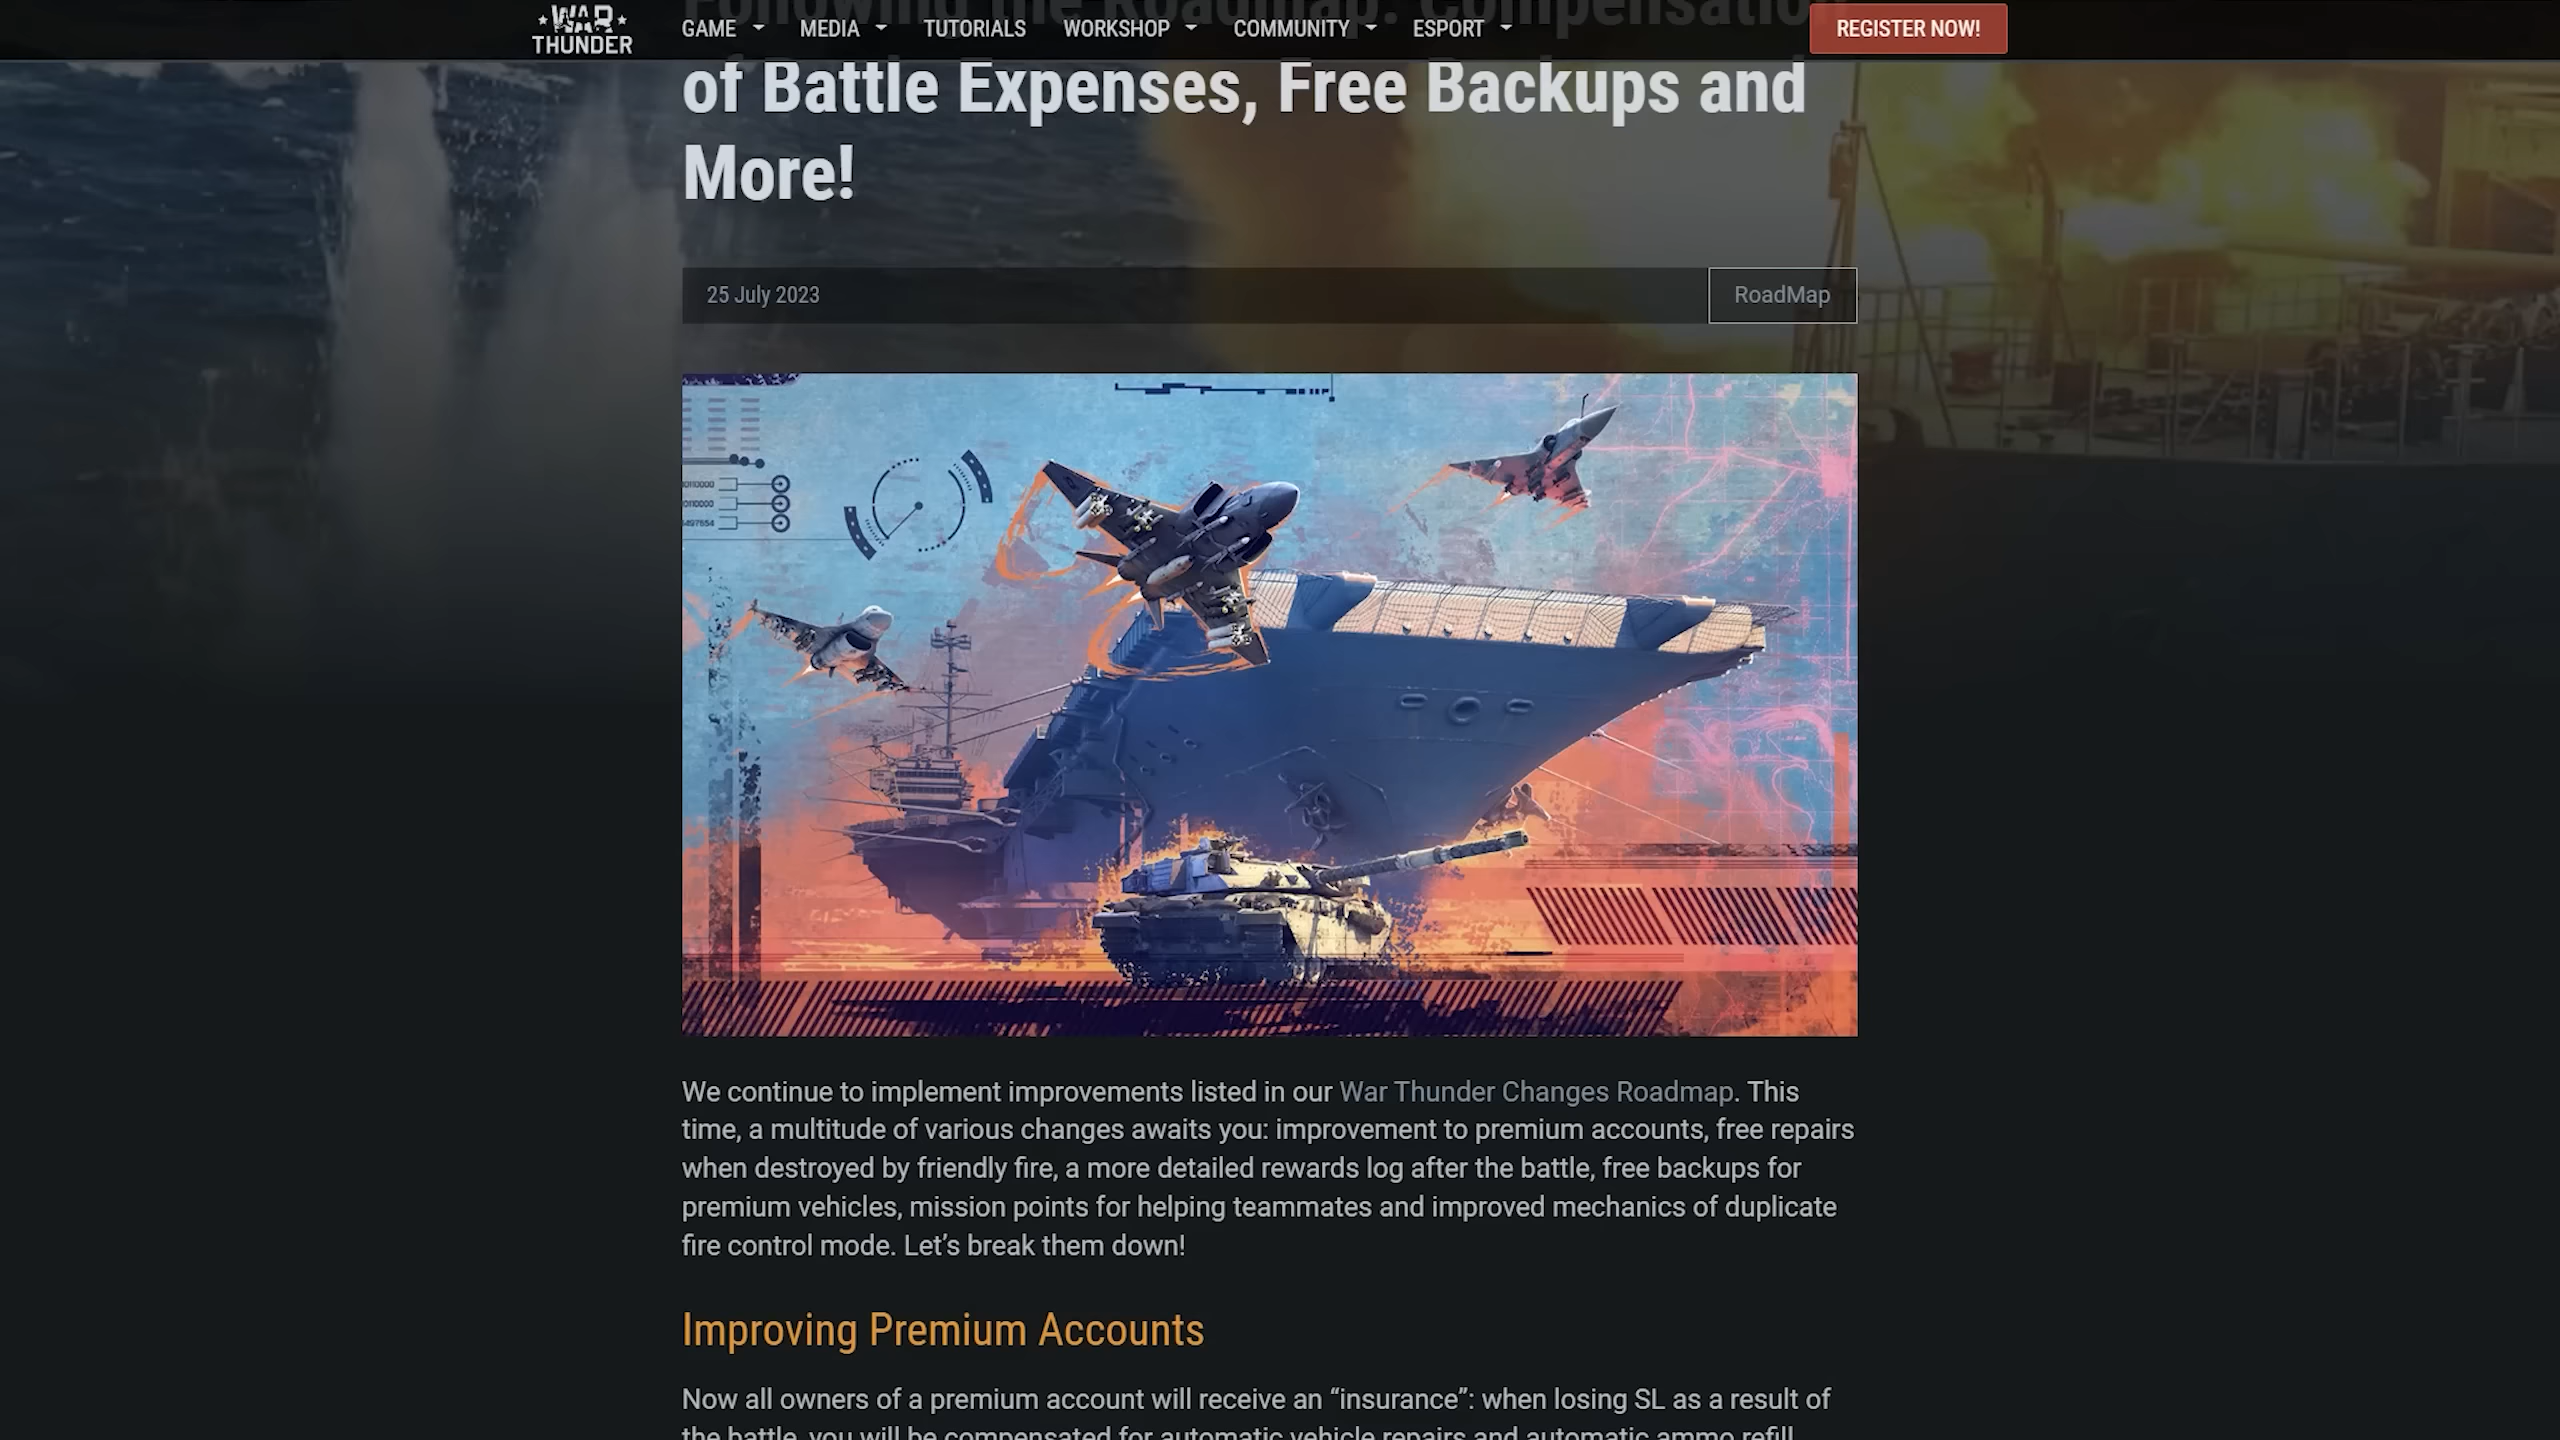 WAR THUNDER
GAME MEDIA TUTORIALS WORKSHOP COMMUNITY ESPORT REGISTER NOW!
Following the Roadmap: Compensation
of Battle Expenses, Free Backups and
More!
25 July 2023 RoadMap
We continue to implement improvements listed in our War Thunder Changes Roadmap. This
time, a multitude of various changes awaits you: improvement to premium accounts, free repairs
when destroyed by friendly fire, a more detailed rewards log after the battle, free backups for
premium vehicles, mission points for helping teammates and improved mechanics of duplicate
fire control mode. Let’s break them down!
Improving Premium Accounts
Now all owners of a premium account will receive an “insurance”: when losing SL as a result of
the battle, you will be compensated for automatic vehicle repairs and automatic ammo refill